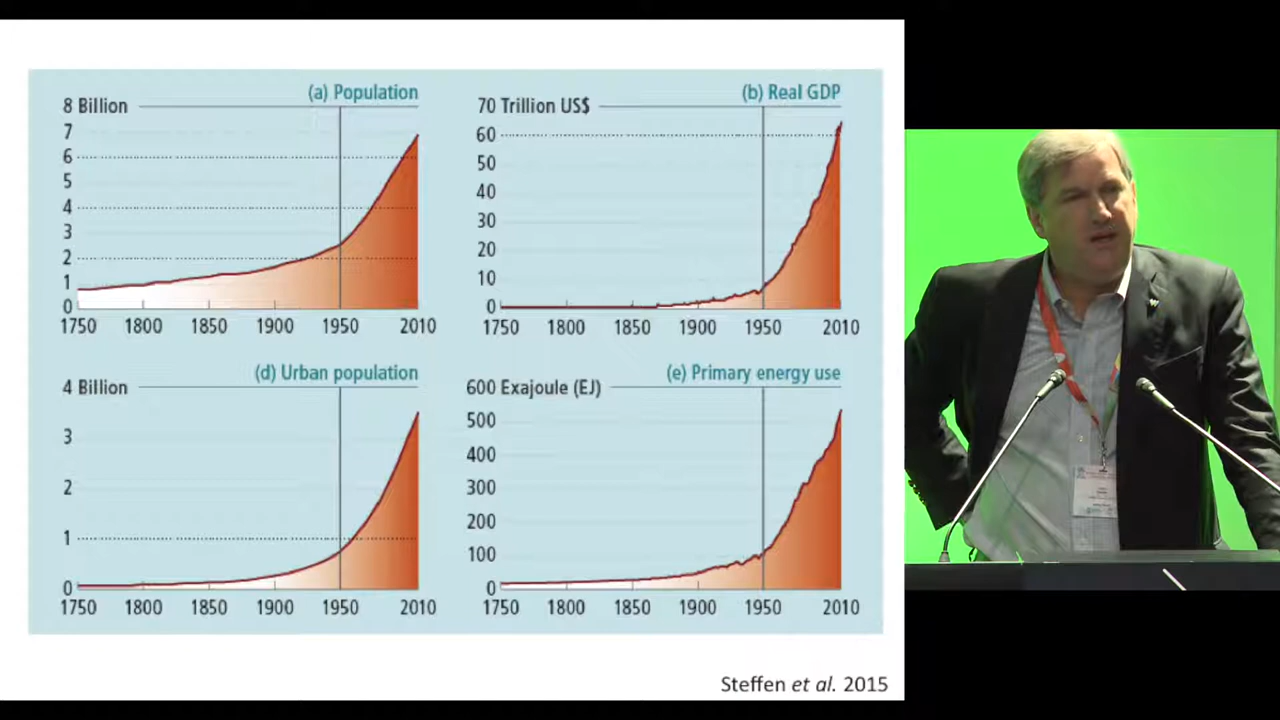 (a) Population
8 Billion
7
6
5
4
3
2
1
0
1750 1800 1850 1900 1950 2010
(b) Real GDP
70 Trillion US$
60
50
40
30
20
10
0
1750 1800 1850 1900 1950 2010
(d) Urban population
4 Billion
3
2
1
0
1750 1800 1850 1900 1950 2010
(e) Primary energy use
600 Exajoule (EJ)
500
400
300
200
100
0
1750 1800 1850 1900 1950 2010
Steffen et al. 2015